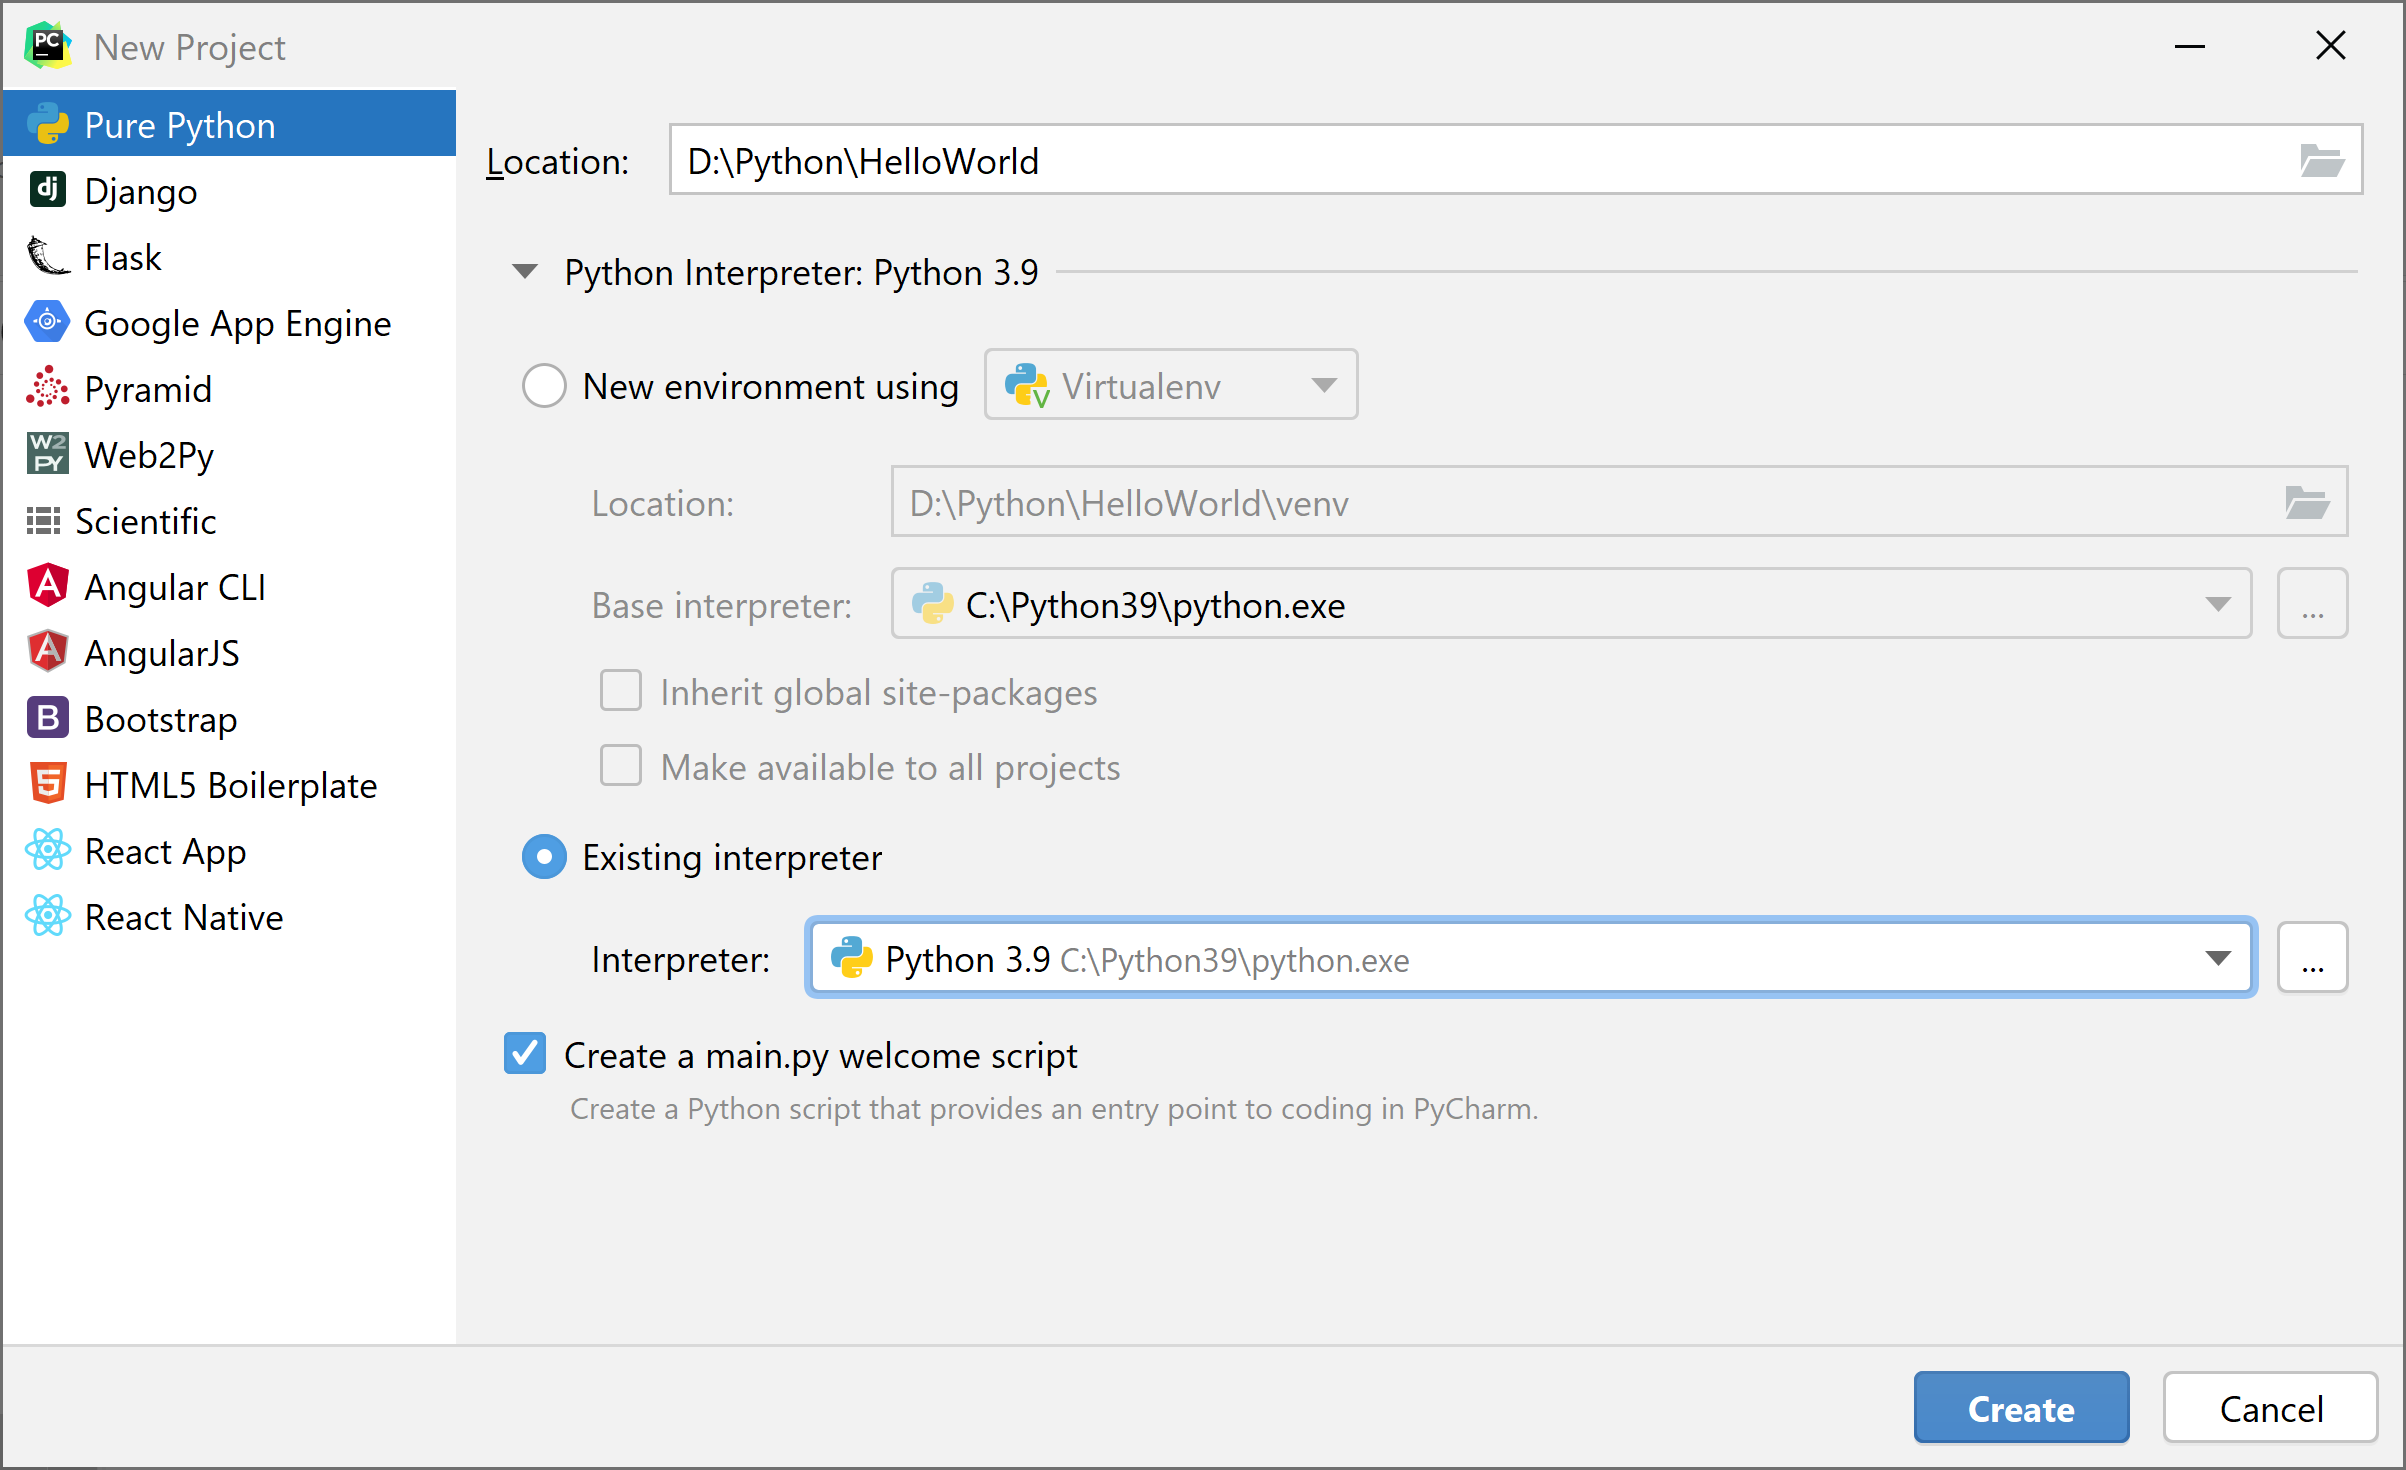 New Project
Pure Python
Django
Flask
Google App Engine
Pyramid
Web2Py
Scientific
Angular CLI
AngularJS
Bootstrap
HTML5 Boilerplate
React App
React Native
Location: D:\Python\HelloWorld
Python Interpreter: Python 3.9
New environment using Virtualenv
Location: D:\Python\HelloWorld\venv
Base interpreter: C:\Python39\python.exe ...
Inherit global site-packages
Make available to all projects
Existing interpreter
Interpreter: Python 3.9 C:\Python39\python.exe ...
Create a main.py welcome script
Create a Python script that provides an entry point to coding in PyCharm.
Create Cancel